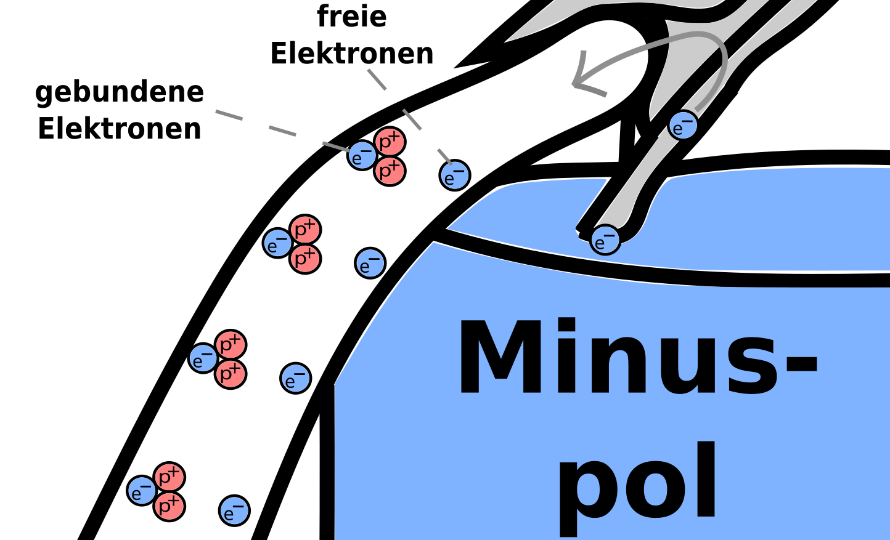 freie
Elektronen
gebundene
Elektronen
e⁻
e⁻ p⁺
p⁺
e⁻
e⁻ p⁺
p⁺
e⁻
e⁻
e⁻ p⁺
p⁺
e⁻
e⁻ p⁺
p⁺
e⁻
Minus-
pol